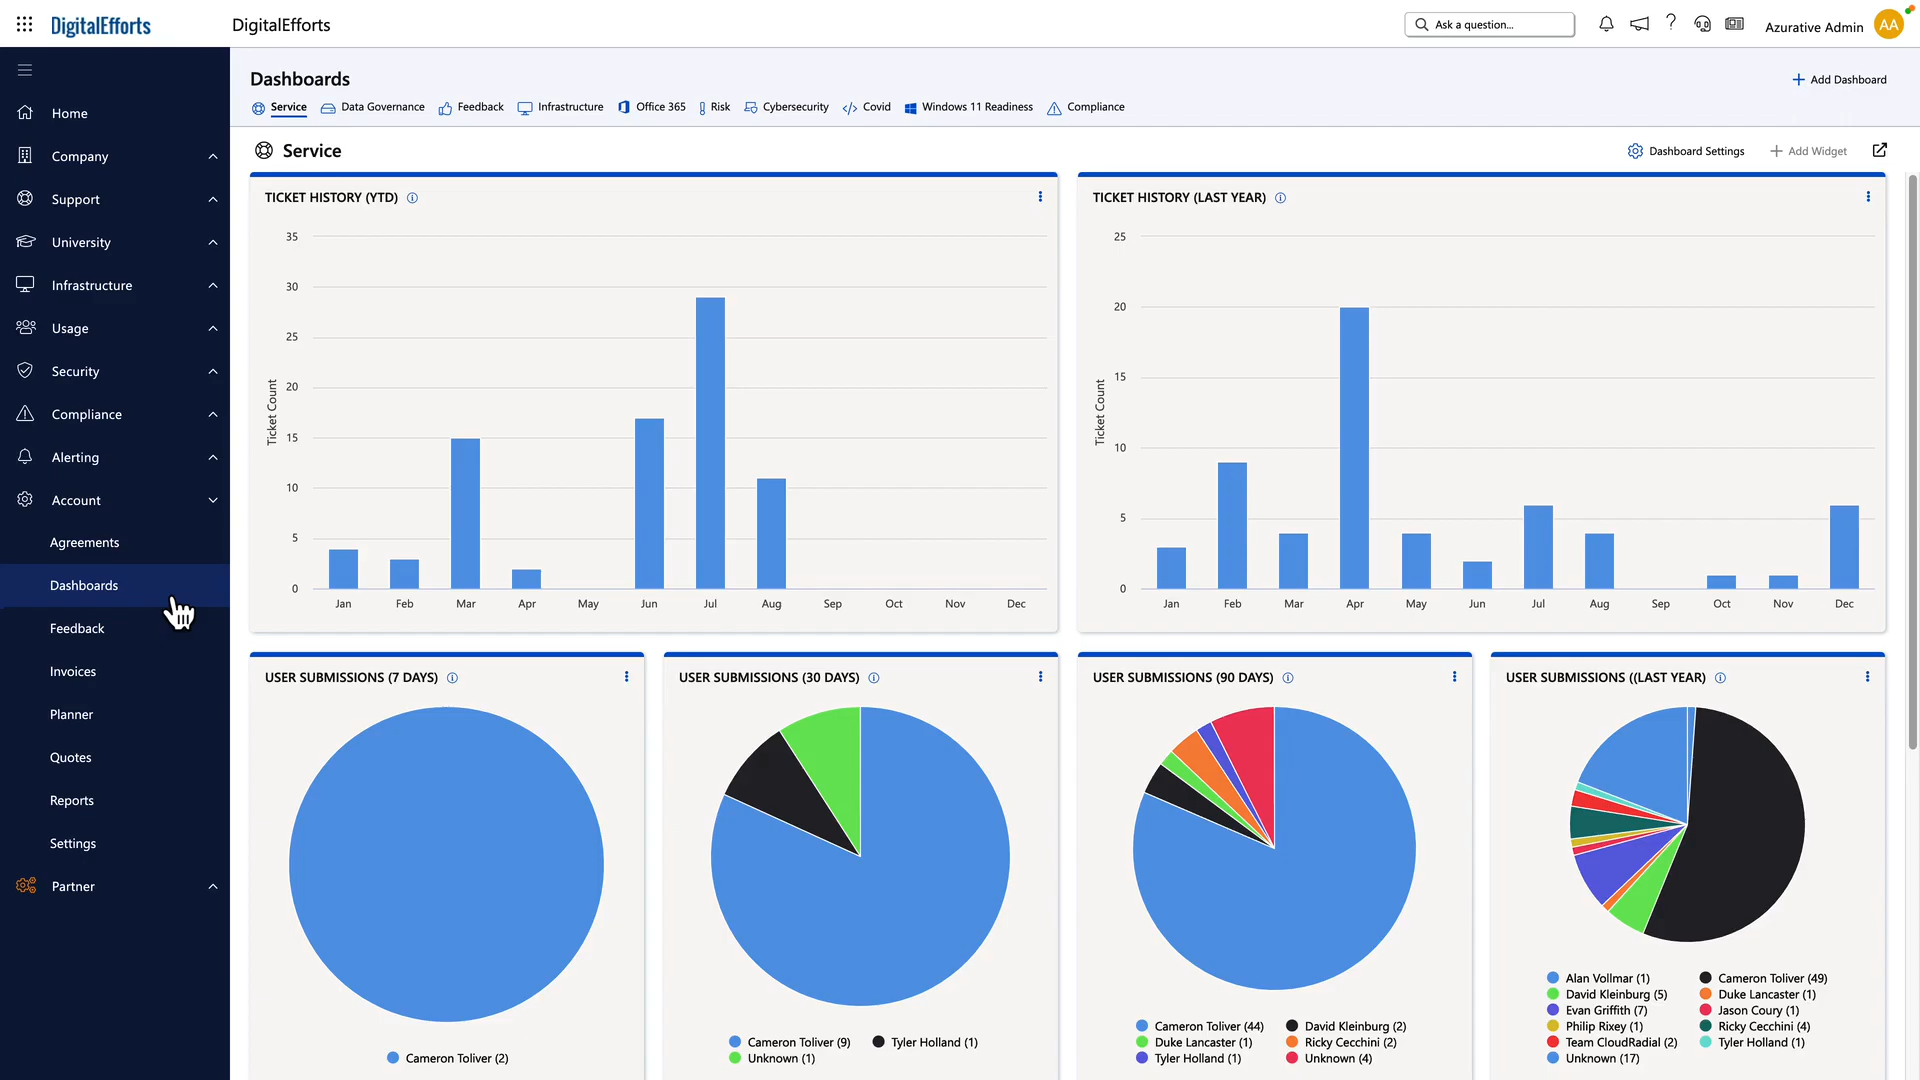 DigitalEfforts
DigitalEfforts
Ask a question...
Azurative Admin
AA
Home
Company
Support
University
Infrastructure
Usage
Security
Compliance
Alerting
Account
Agreements
Dashboards
Feedback
Invoices
Planner
Quotes
Reports
Settings
Partner
Dashboards
Add Dashboard
Service Data Governance Feedback Infrastructure Office 365 Risk Cybersecurity Covid Windows 11 Readiness Compliance
Service
Dashboard Settings
Add Widget
TICKET HISTORY (YTD)
Ticket Count
35
30
25
20
15
10
5
0
Jan Feb Mar Apr May Jun Jul Aug Sep Oct Nov Dec
TICKET HISTORY (LAST YEAR)
Ticket Count
25
20
15
10
5
0
Jan Feb Mar Apr May Jun Jul Aug Sep Oct Nov Dec
USER SUBMISSIONS (7 DAYS)
Cameron Toliver (2)
USER SUBMISSIONS (30 DAYS)
Cameron Toliver (9) Tyler Holland (1)
Unknown (1)
USER SUBMISSIONS (90 DAYS)
Cameron Toliver (44) David Kleinburg (2)
Duke Lancaster (1) Ricky Cecchini (2)
Tyler Holland (1) Unknown (4)
USER SUBMISSIONS ((LAST YEAR)
Alan Vollmar (1) Cameron Toliver (49)
David Kleinburg (5) Duke Lancaster (1)
Evan Griffith (7) Jason Coury (1)
Philip Rixey (1) Ricky Cecchini (4)
Team CloudRadial (2) Tyler Holland (1)
Unknown (17)